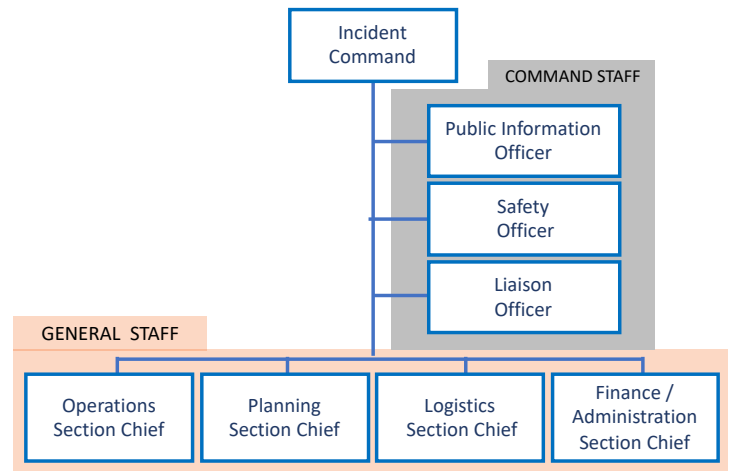 Incident
Command
COMMAND STAFF
Public Information
Officer
Safety
Officer
Liaison
Officer
GENERAL STAFF
Operations
Section Chief
Planning
Section Chief
Logistics
Section Chief
Finance /
Administration
Section Chief